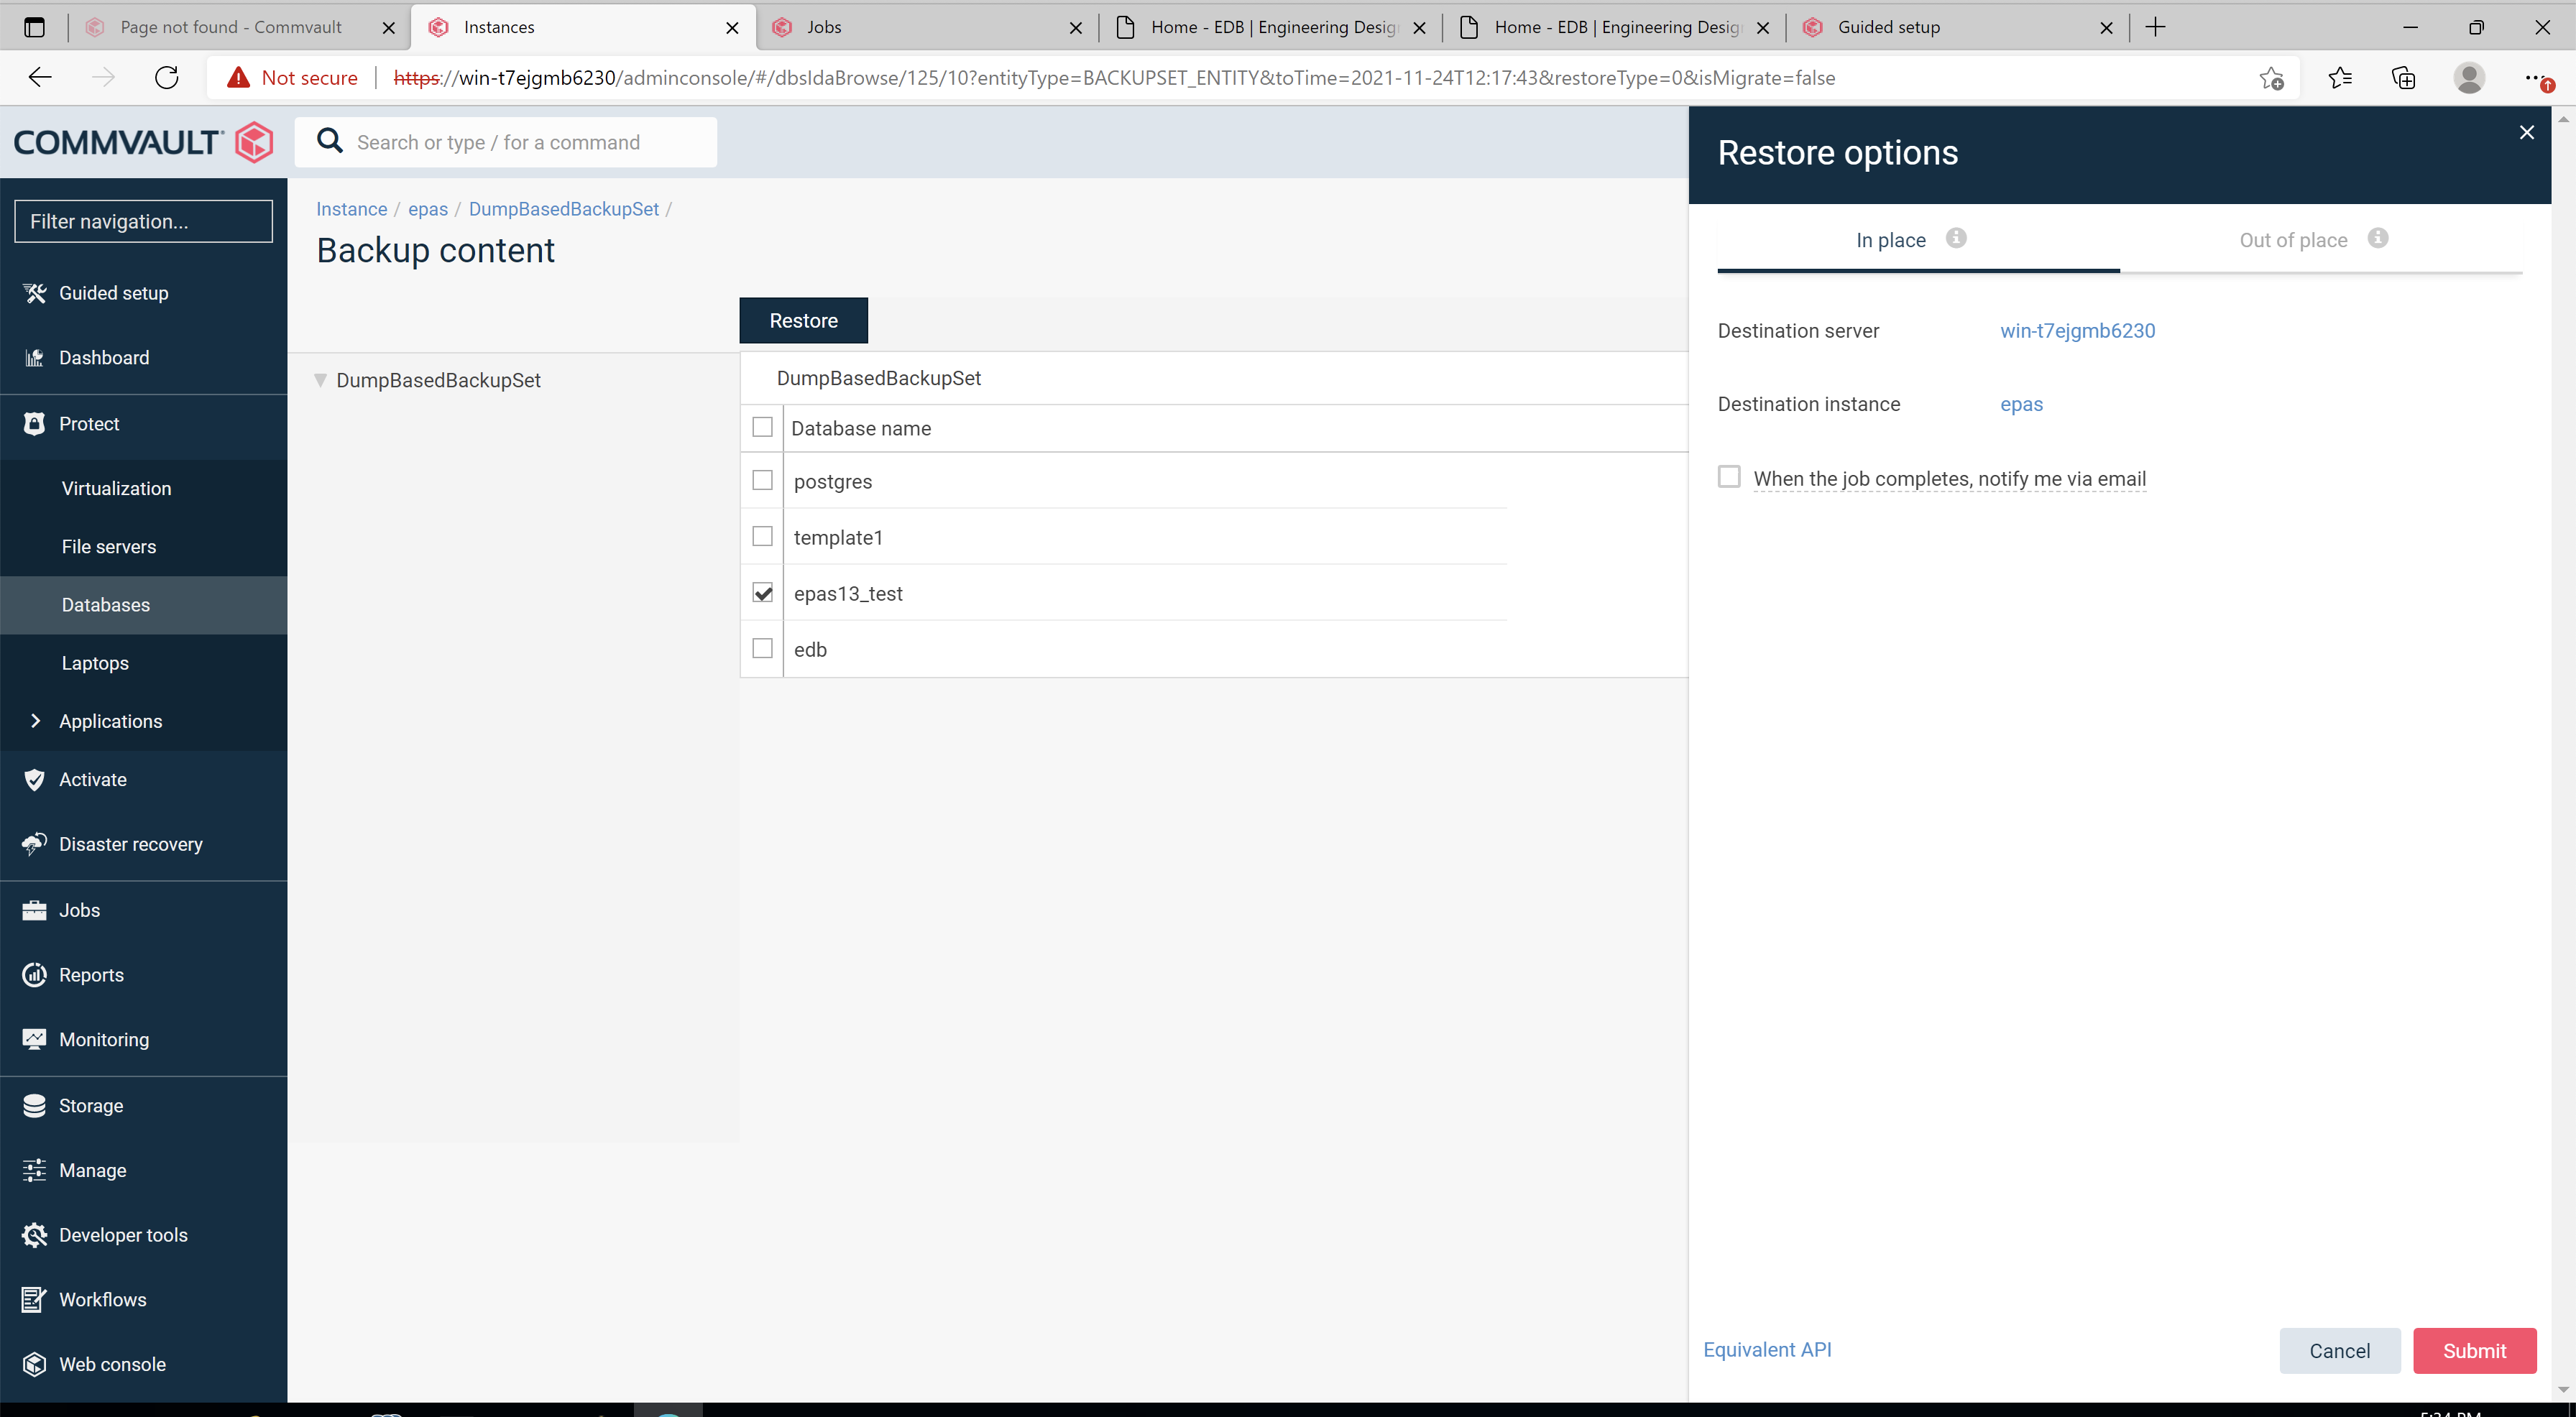 Page not found - Commvault
Instances
Jobs
Home - EDB | Engineering Desig
Home - EDB | Engineering Desig
Guided setup
Not secure
https://win-t7ejgmb6230/adminconsole/#/dbsIdaBrowse/125/10?entityType=BACKUPSET_ENTITY&toTime=2021-11-24T12:17:43&restoreType=0&isMigrate=false
COMMVAULT
Search or type / for a command
Restore options
Filter navigation...
Instance / epas / DumpBasedBackupSet /
Backup content
In place
Out of place
Guided setup
Dashboard
Protect
Virtualization
File servers
Databases
Laptops
Applications
Activate
Disaster recovery
Jobs
Reports
Monitoring
Storage
Manage
Developer tools
Workflows
Web console
Restore
DumpBasedBackupSet
DumpBasedBackupSet
Database name
postgres
template1
epas13_test
edb
Destination server win-t7ejgmb6230
Destination instance epas
When the job completes, notify me via email
Equivalent API
Cancel
Submit